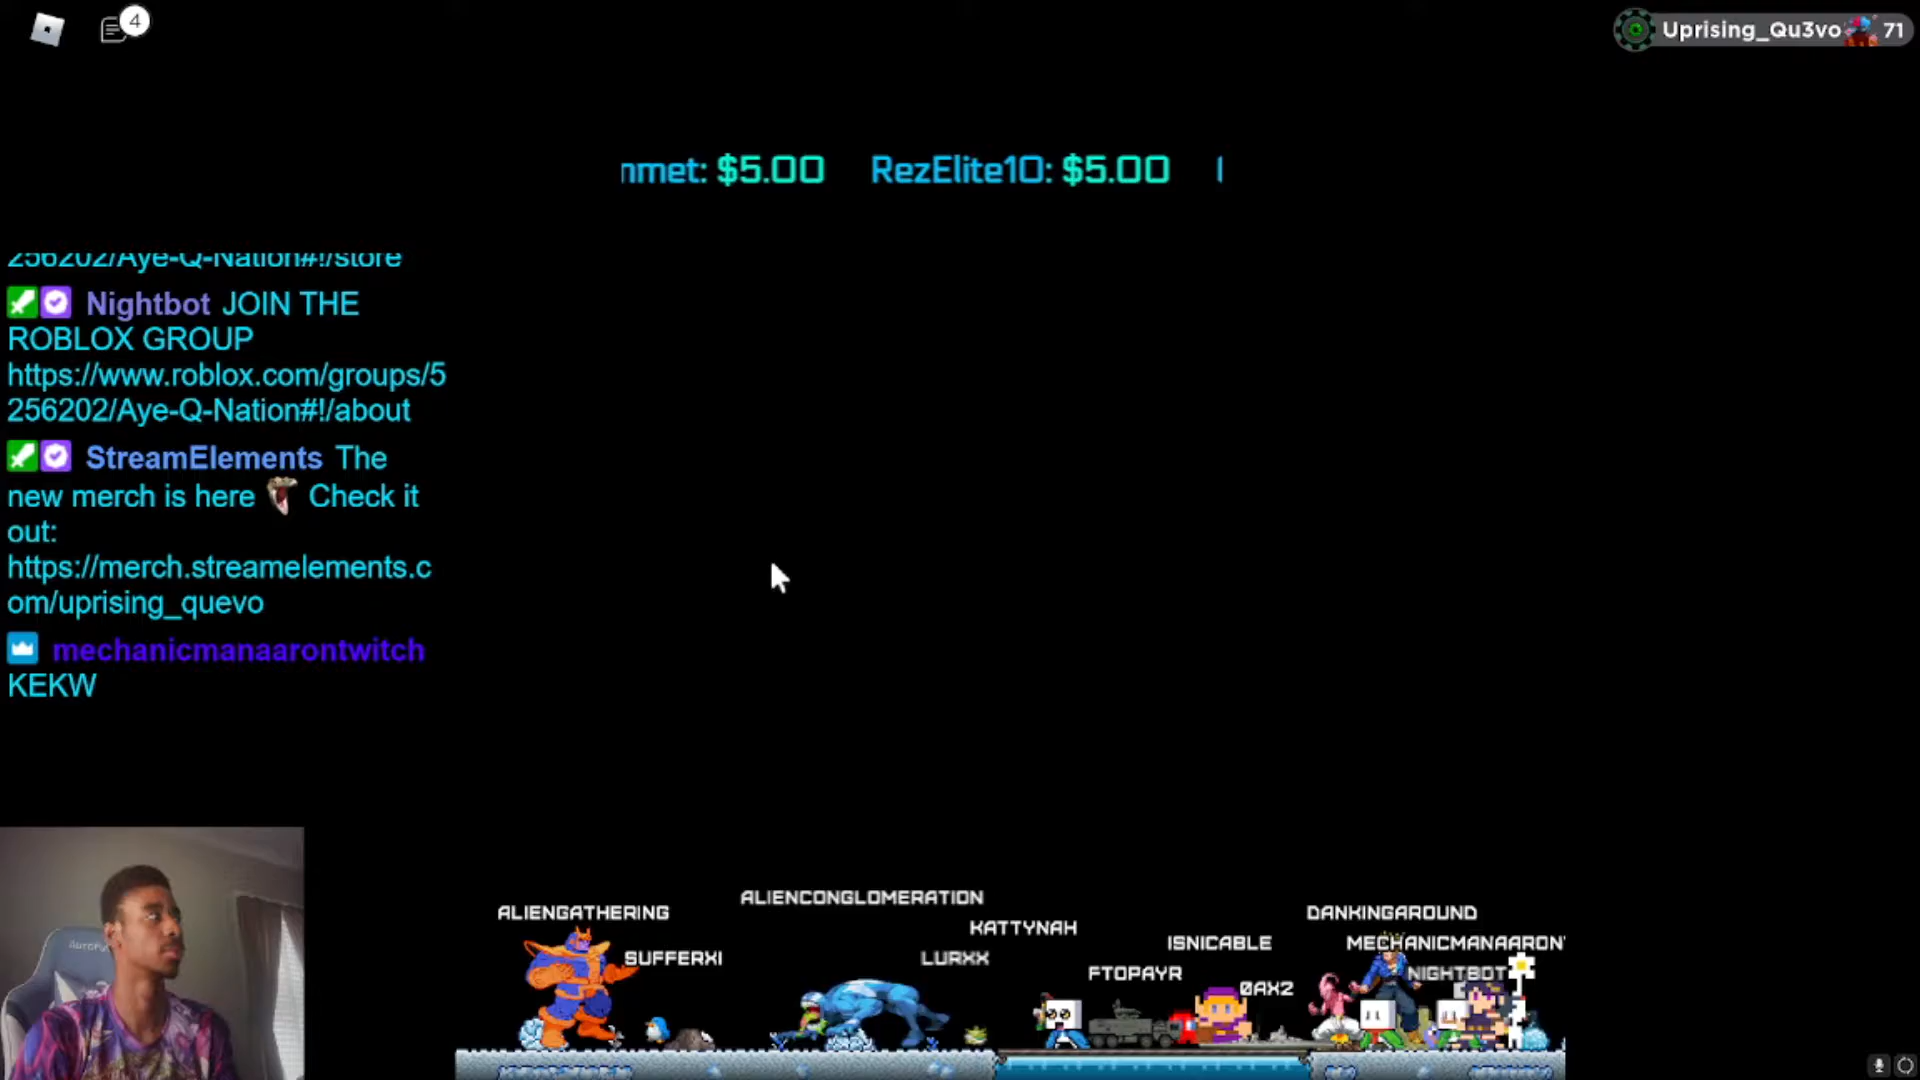 4
Uprising_Qu3vo 71
nmet: $5.00 RezElite10: $5.00
256202/Aye-Q-Nation#!/store
Nightbot JOIN THE
ROBLOX GROUP
https://www.roblox.com/groups/5
256202/Aye-Q-Nation#!/about
StreamElements The
new merch is here Check it
out:
https://merch.streamelements.c
om/uprising_quevo
mechanicmanaarontwitch
KEKW
ALIENGATHERING
SUFFERXI
ALIENCONGLOMERATION
LURXX
KATTYNAH
FTOPAYR
ISNICABLE
0AX2
DANKINGAROUND
MECHANICMANAARON
NIGHTBOT